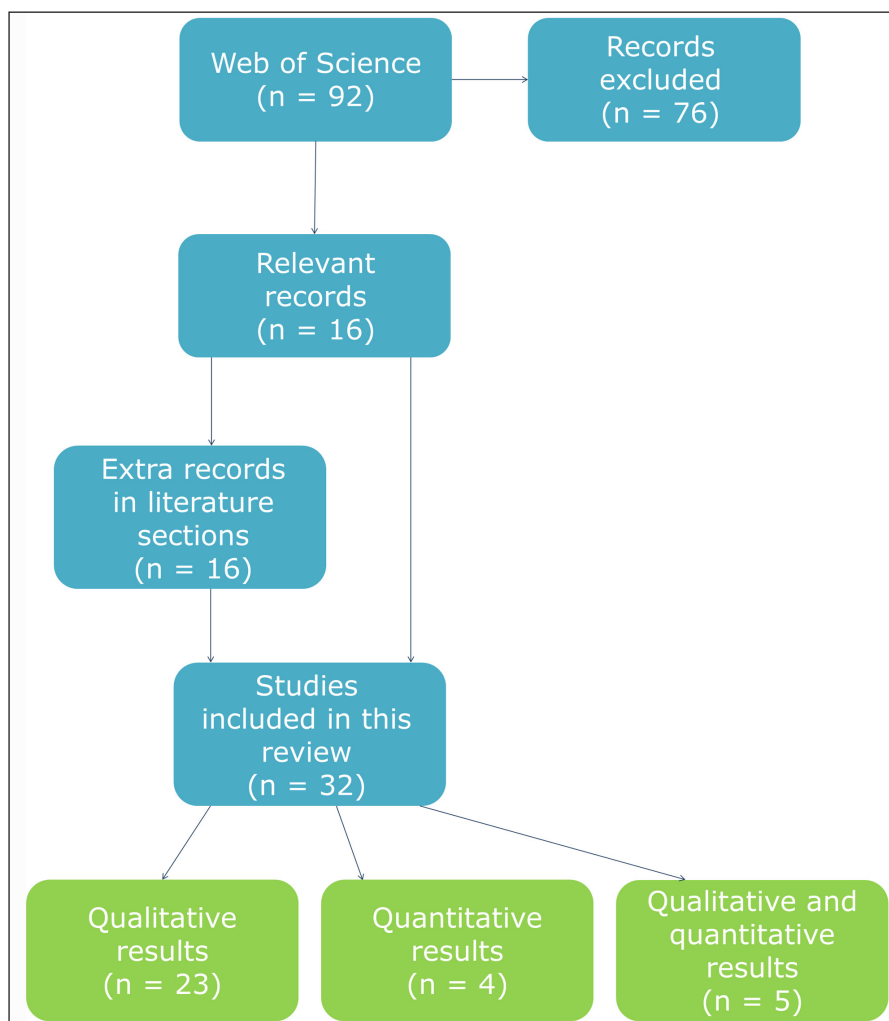 Web of Science
(n = 92)
Records
excluded
(n = 76)
Relevant
records
(n = 16)
Extra records
in literature
sections
(n = 16)
Studies
included in this
review
(n = 32)
Qualitative
results
(n = 23)
Quantitative
results
(n = 4)
Qualitative and
quantitative
results
(n = 5)